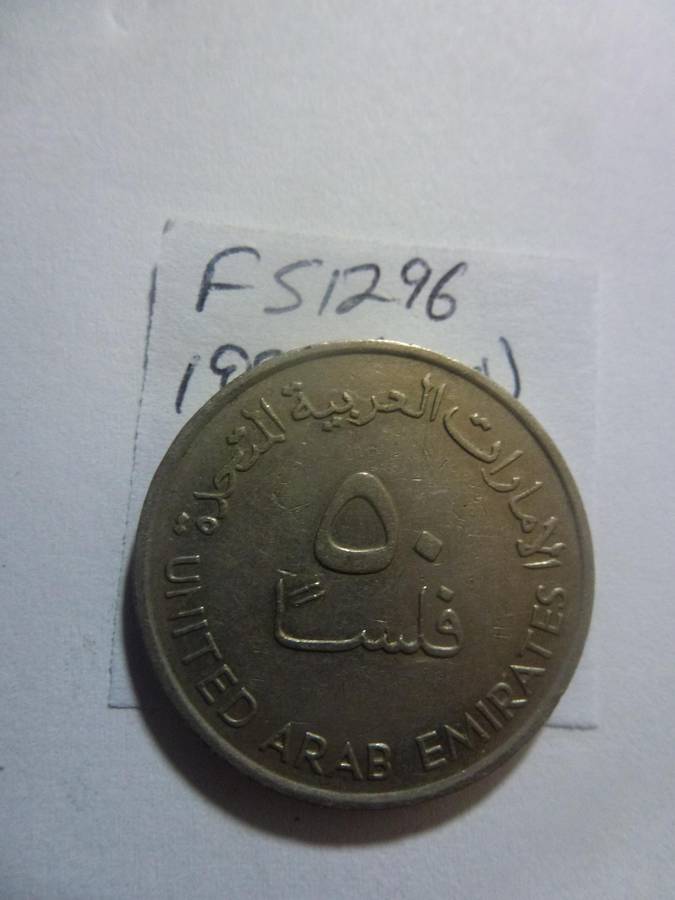 FS1296
الامارات العربية المتحدة
٥٠
فلسا
UNITED ARAB EMIRATES